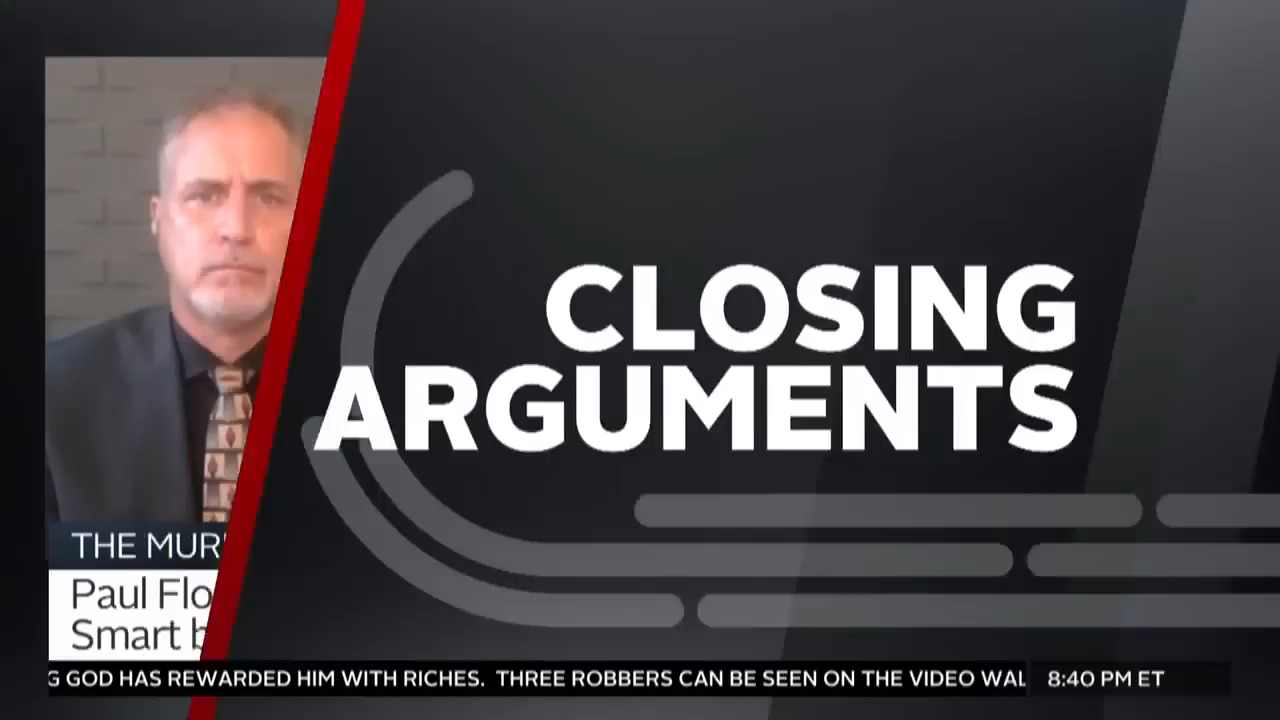 CLOSING
ARGUMENTS
THE MUR
Paul Flo
Smart b
G GOD HAS REWARDED HIM WITH RICHES. THREE ROBBERS CAN BE SEEN ON THE VIDEO WAL
8:40 PM ET